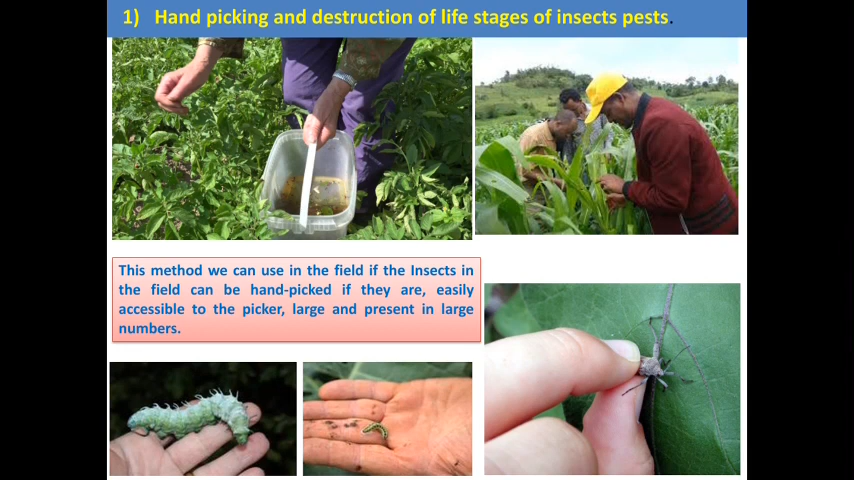 1) Hand picking and destruction of life stages of insects pests.
This method we can use in the field if the Insects in
the field can be hand-picked if they are, easily
accessible to the picker, large and present in large
numbers.